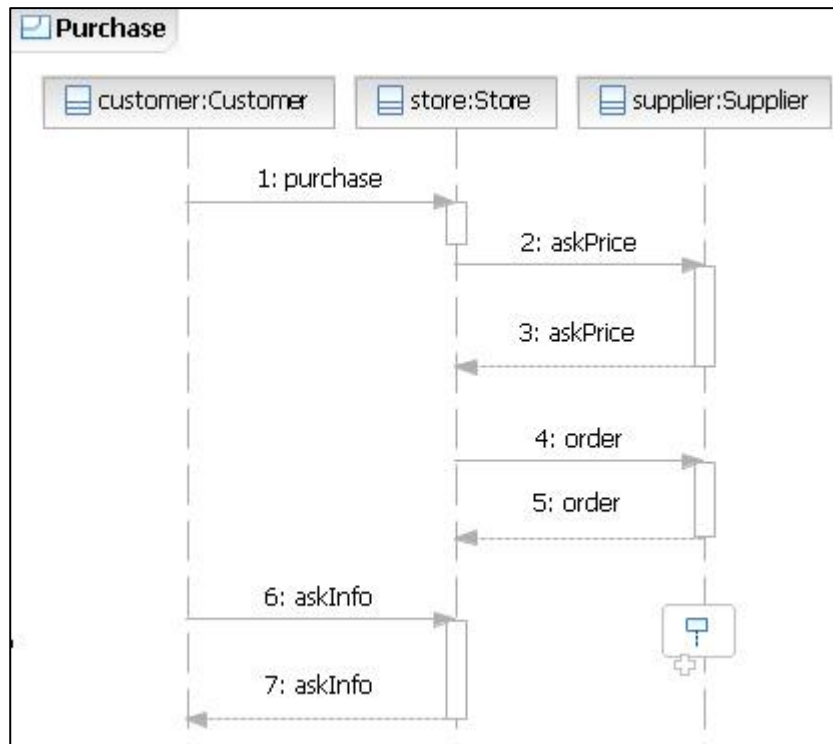 Purchase
customer:Customer
store:Store
supplier:Supplier
1: purchase
2: askPrice
3: askPrice
4: order
5: order
6: askInfo
7: askInfo